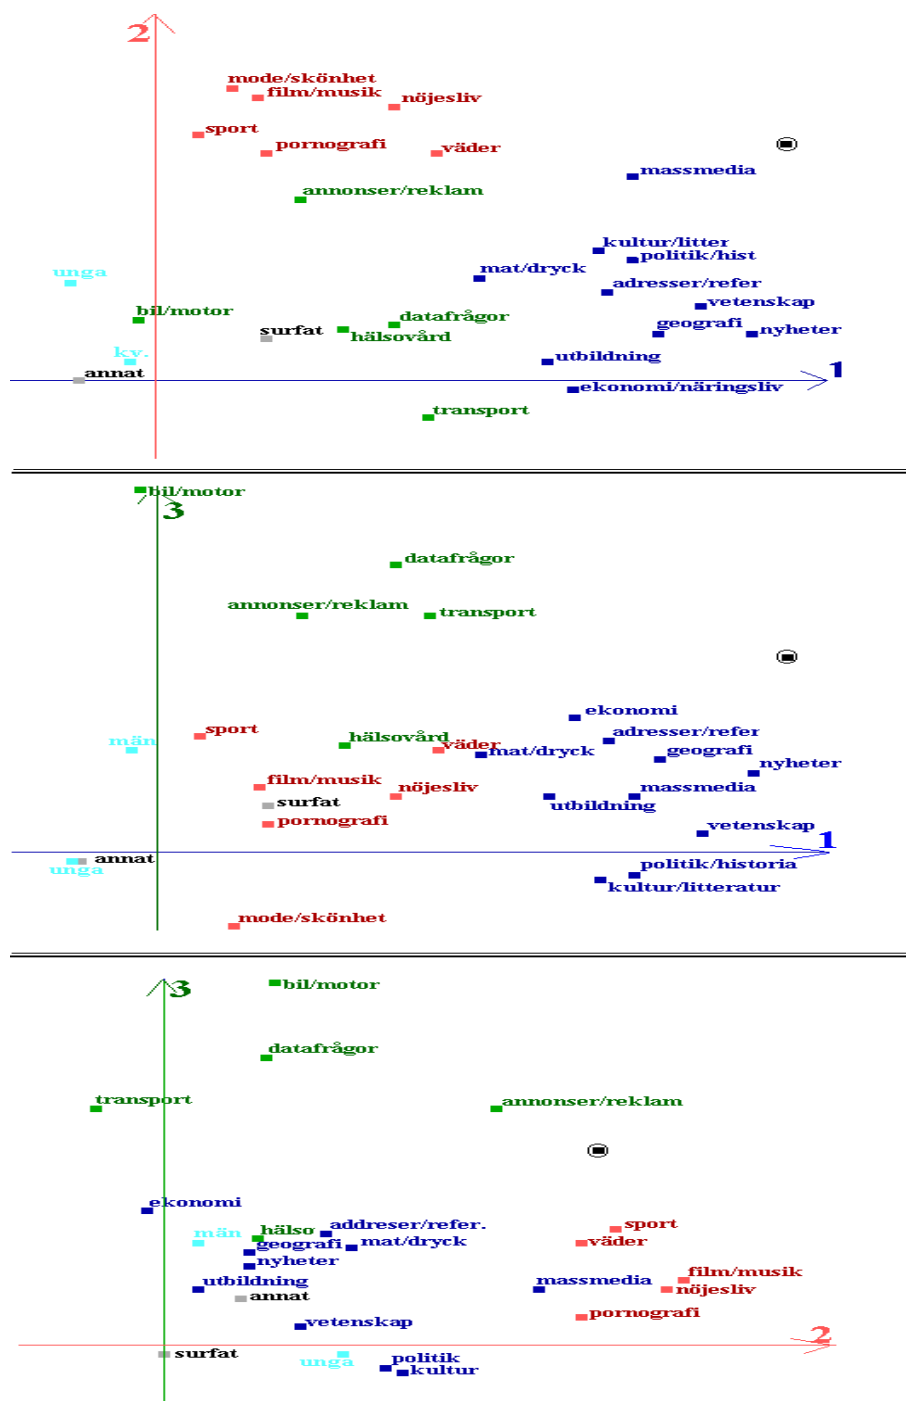 2
mode/skönhet
film/musik
nöjesliv
sport
pornografi
väder
massmedia
annonser/reklam
kultur/litter
politik/hist
unga
mat/dryck
adresser/refer
vetenskap
bil/motor
datafrågor
geografi
nyheter
surfat
hälsovård
ky.
utbildning
annat
1
ekonomi/näringsliv
transport
bil/motor
3
datafrågor
annonser/reklam
transport
ekonomi
sport
adresser/refer
män
hälsovård
väder
mat/dryck
geografi
nyheter
film/musik
nöjesliv
massmedia
surfat
utbildning
pornografi
vetenskap
1
annat
unga
politik/historia
kultur/litteratur
mode/skönhet
3
bil/motor
datafrågor
transport
annonser/reklam
ekonomi
män
hälso
addreser/refer.
sport
geografi
mat/dryck
väder
nyheter
film/musik
utbildning
massmedia
nöjesliv
annat
pornografi
vetenskap
2
surfat
unga
politik
kultur